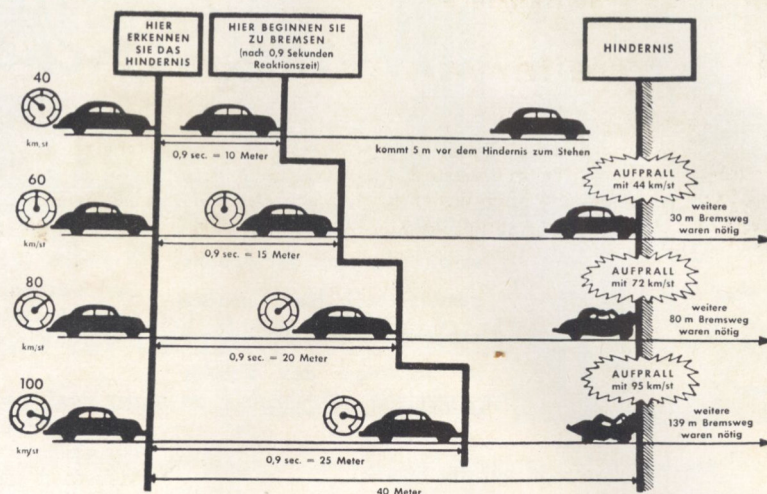 HIER
ERKENNEN
SIE DAS
HINDERNIS
HIER BEGINNEN SIE
ZU BREMSEN
(nach 0,9 Sekunden
Reaktionszeit)
HINDERNIS
40
km/st
0,9 sec. = 10 Meter
kommt 5 m vor dem Hindernis zum Stehen
60
km/st
0,9 sec. = 15 Meter
AUFPRALL
mit 44 km/st
weitere
30 m Bremsweg
waren nötig
80
km/st
0,9 sec. = 20 Meter
AUFPRALL
mit 72 km/st
weitere
80 m Bremsweg
waren nötig
100
km/st
0,9 sec. = 25 Meter
AUFPRALL
mit 95 km/st
weitere
139 m Bremsweg
waren nötig
40 Meter